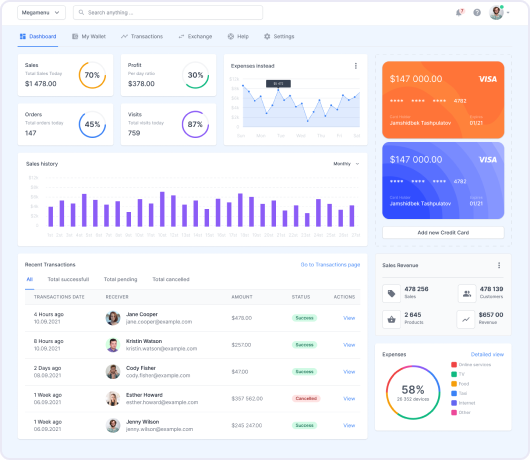 Megamenu
Search anything ...
7
Dashboard
My Wallet
Transactions
Exchange
Help
Settings
Sales
Total Sales Today
$1 478.00
70%
Profit
Per day ratio
$378.00
30%
Expenses instead
Orders
Total orders today
147
45%
Visits
Total visits today
759
87%
Sun
Mon
Tue
Wed
Thu
Fri
Sat
$147 000.00
VISA
**** **** **** 4782
Jamshidbek Tashpulatov
01/21
$147 000.00
VISA
**** **** **** 4782
Jamshidbek Tashpulatov
01/21
Add new Credit Card
Sales history
Monthly
Recent Transactions
Go to Transactions page
All
Total successfull
Total pending
Total cancelled
TRANSACTIONS DATE
RECEIVER
AMOUNT
STATUS
ACTIONS
4 Hours ago
10.09.2021
Jane Cooper
jane.cooper@example.com
$478.00
Success
View
8 Hours ago
10.09.2021
Kristin Watson
kristin.watson@example.com
$257.00
Success
View
2 Days ago
08.09.2021
Cody Fisher
cody.fisher@example.com
$47.00
Success
View
1 Week ago
06.09.2021
Esther Howard
esther.howard@example.com
$357 562.00
Cancelled
View
1 Week ago
06.09.2021
Jenny Wilson
jenny.wilson@example.com
$245 247.00
Success
View
Sales Revenue
478 256
Sales
478 139
Customers
2 645
Products
$657 00
Revenue
Expenses
Detailed view
58%
26 352 devices
Online services
TV
Food
Taxi
Internet
Other